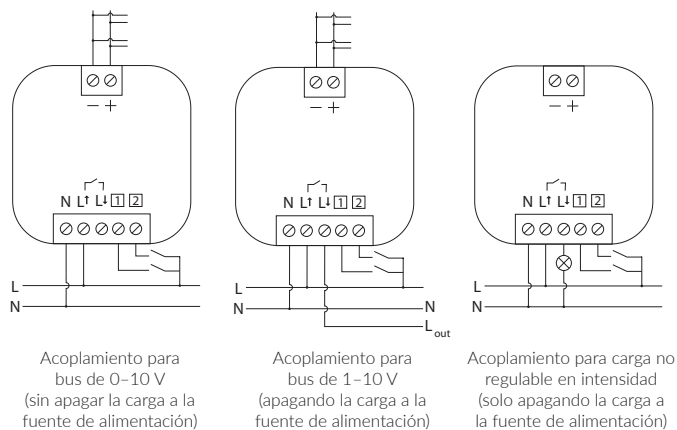 − +
N L↑ L↓ 1 2
L
N
Acoplamiento para
bus de 0–10 V
(sin apagar la carga a la
fuente de alimentación)
− +
N L↑ L↓ 1 2
L
N
N
Lout
Acoplamiento para
bus de 1–10 V
(apagando la carga a la
fuente de alimentación)
− +
N L↑ L↓ 1 2
L
N
Acoplamiento para carga no
regulable en intensidad
(solo apagando la carga a
la fuente de alimentación)